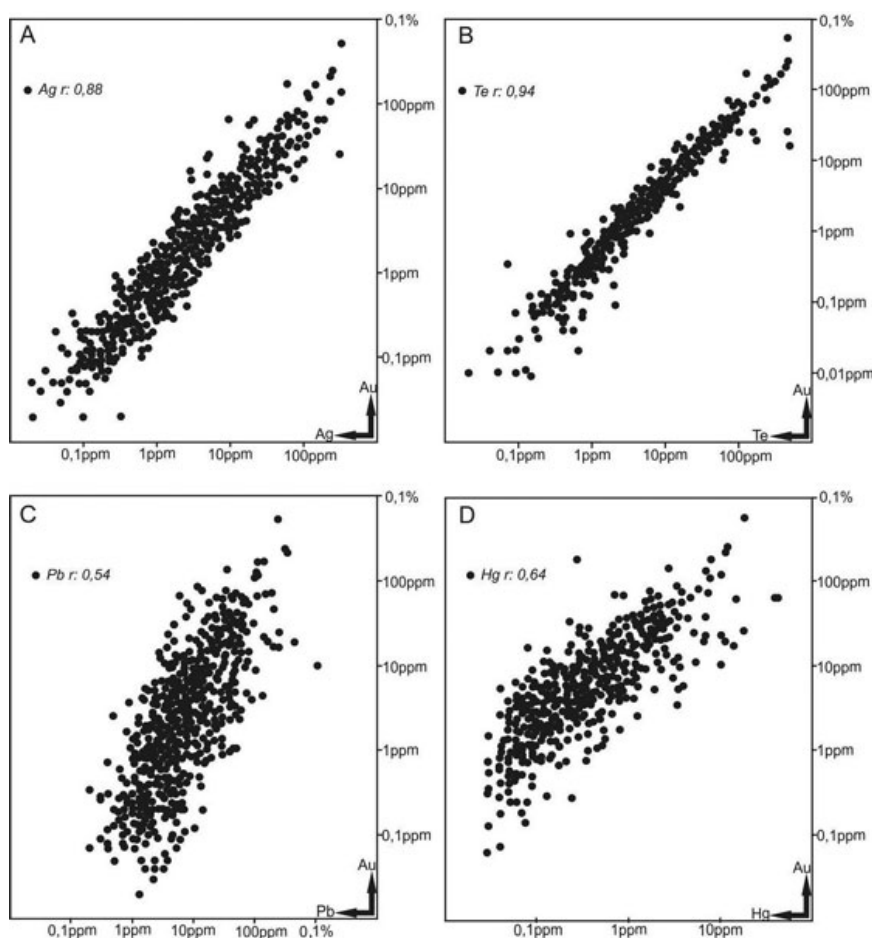 A
Ag r: 0,88
0,1%
100ppm
10ppm
1ppm
0,1ppm
Au
Ag
0,1ppm 1ppm 10ppm 100ppm
B
Te r: 0,94
0,1%
100ppm
10ppm
1ppm
0,1ppm
0,01ppm
Au
Te
0,1ppm 1ppm 10ppm 100ppm
C
Pb r: 0,54
0,1%
100ppm
10ppm
1ppm
0,1ppm
Au
Pb
0,1ppm 1ppm 10ppm 100ppm 0,1%
D
Hg r: 0,64
0,1%
100ppm
10ppm
1ppm
0,1ppm
Au
Hg
0,1ppm 1ppm 10ppm